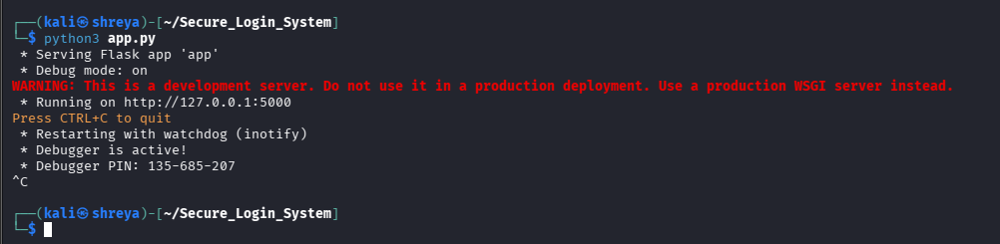 ┌──(kali㉿shreya)-[~/Secure_Login_System]
└─$ python3 app.py
 * Serving Flask app 'app'
 * Debug mode: on
WARNING: This is a development server. Do not use it in a production deployment. Use a production WSGI server instead.
 * Running on http://127.0.0.1:5000
Press CTRL+C to quit
 * Restarting with watchdog (inotify)
 * Debugger is active!
 * Debugger PIN: 135-685-207
^C
┌──(kali㉿shreya)-[~/Secure_Login_System]
└─$